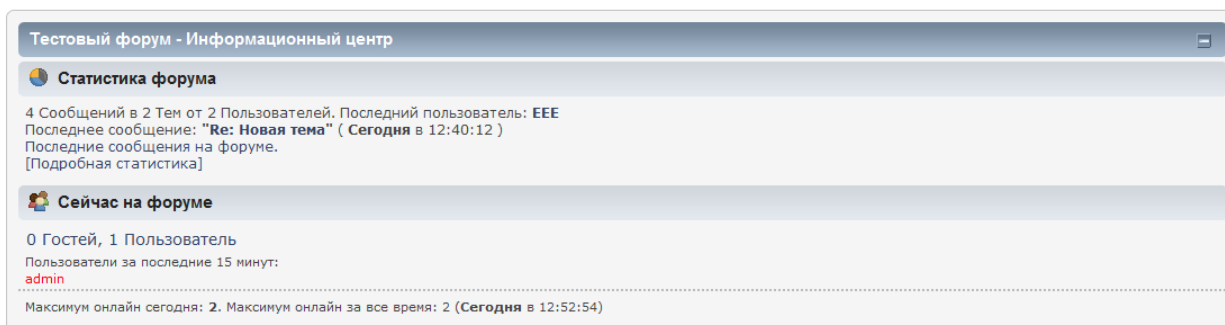 Тестовый форум - Информационный центр
Статистика форума
4 Сообщений в 2 Тем от 2 Пользователей. Последний пользователь: EEE
Последнее сообщение: "Re: Новая тема" ( Сегодня в 12:40:12 )
Последние сообщения на форуме.
[Подробная статистика]
Сейчас на форуме
0 Гостей, 1 Пользователь
Пользователи за последние 15 минут:
admin
Максимум онлайн сегодня: 2. Максимум онлайн за все время: 2 (Сегодня в 12:52:54)